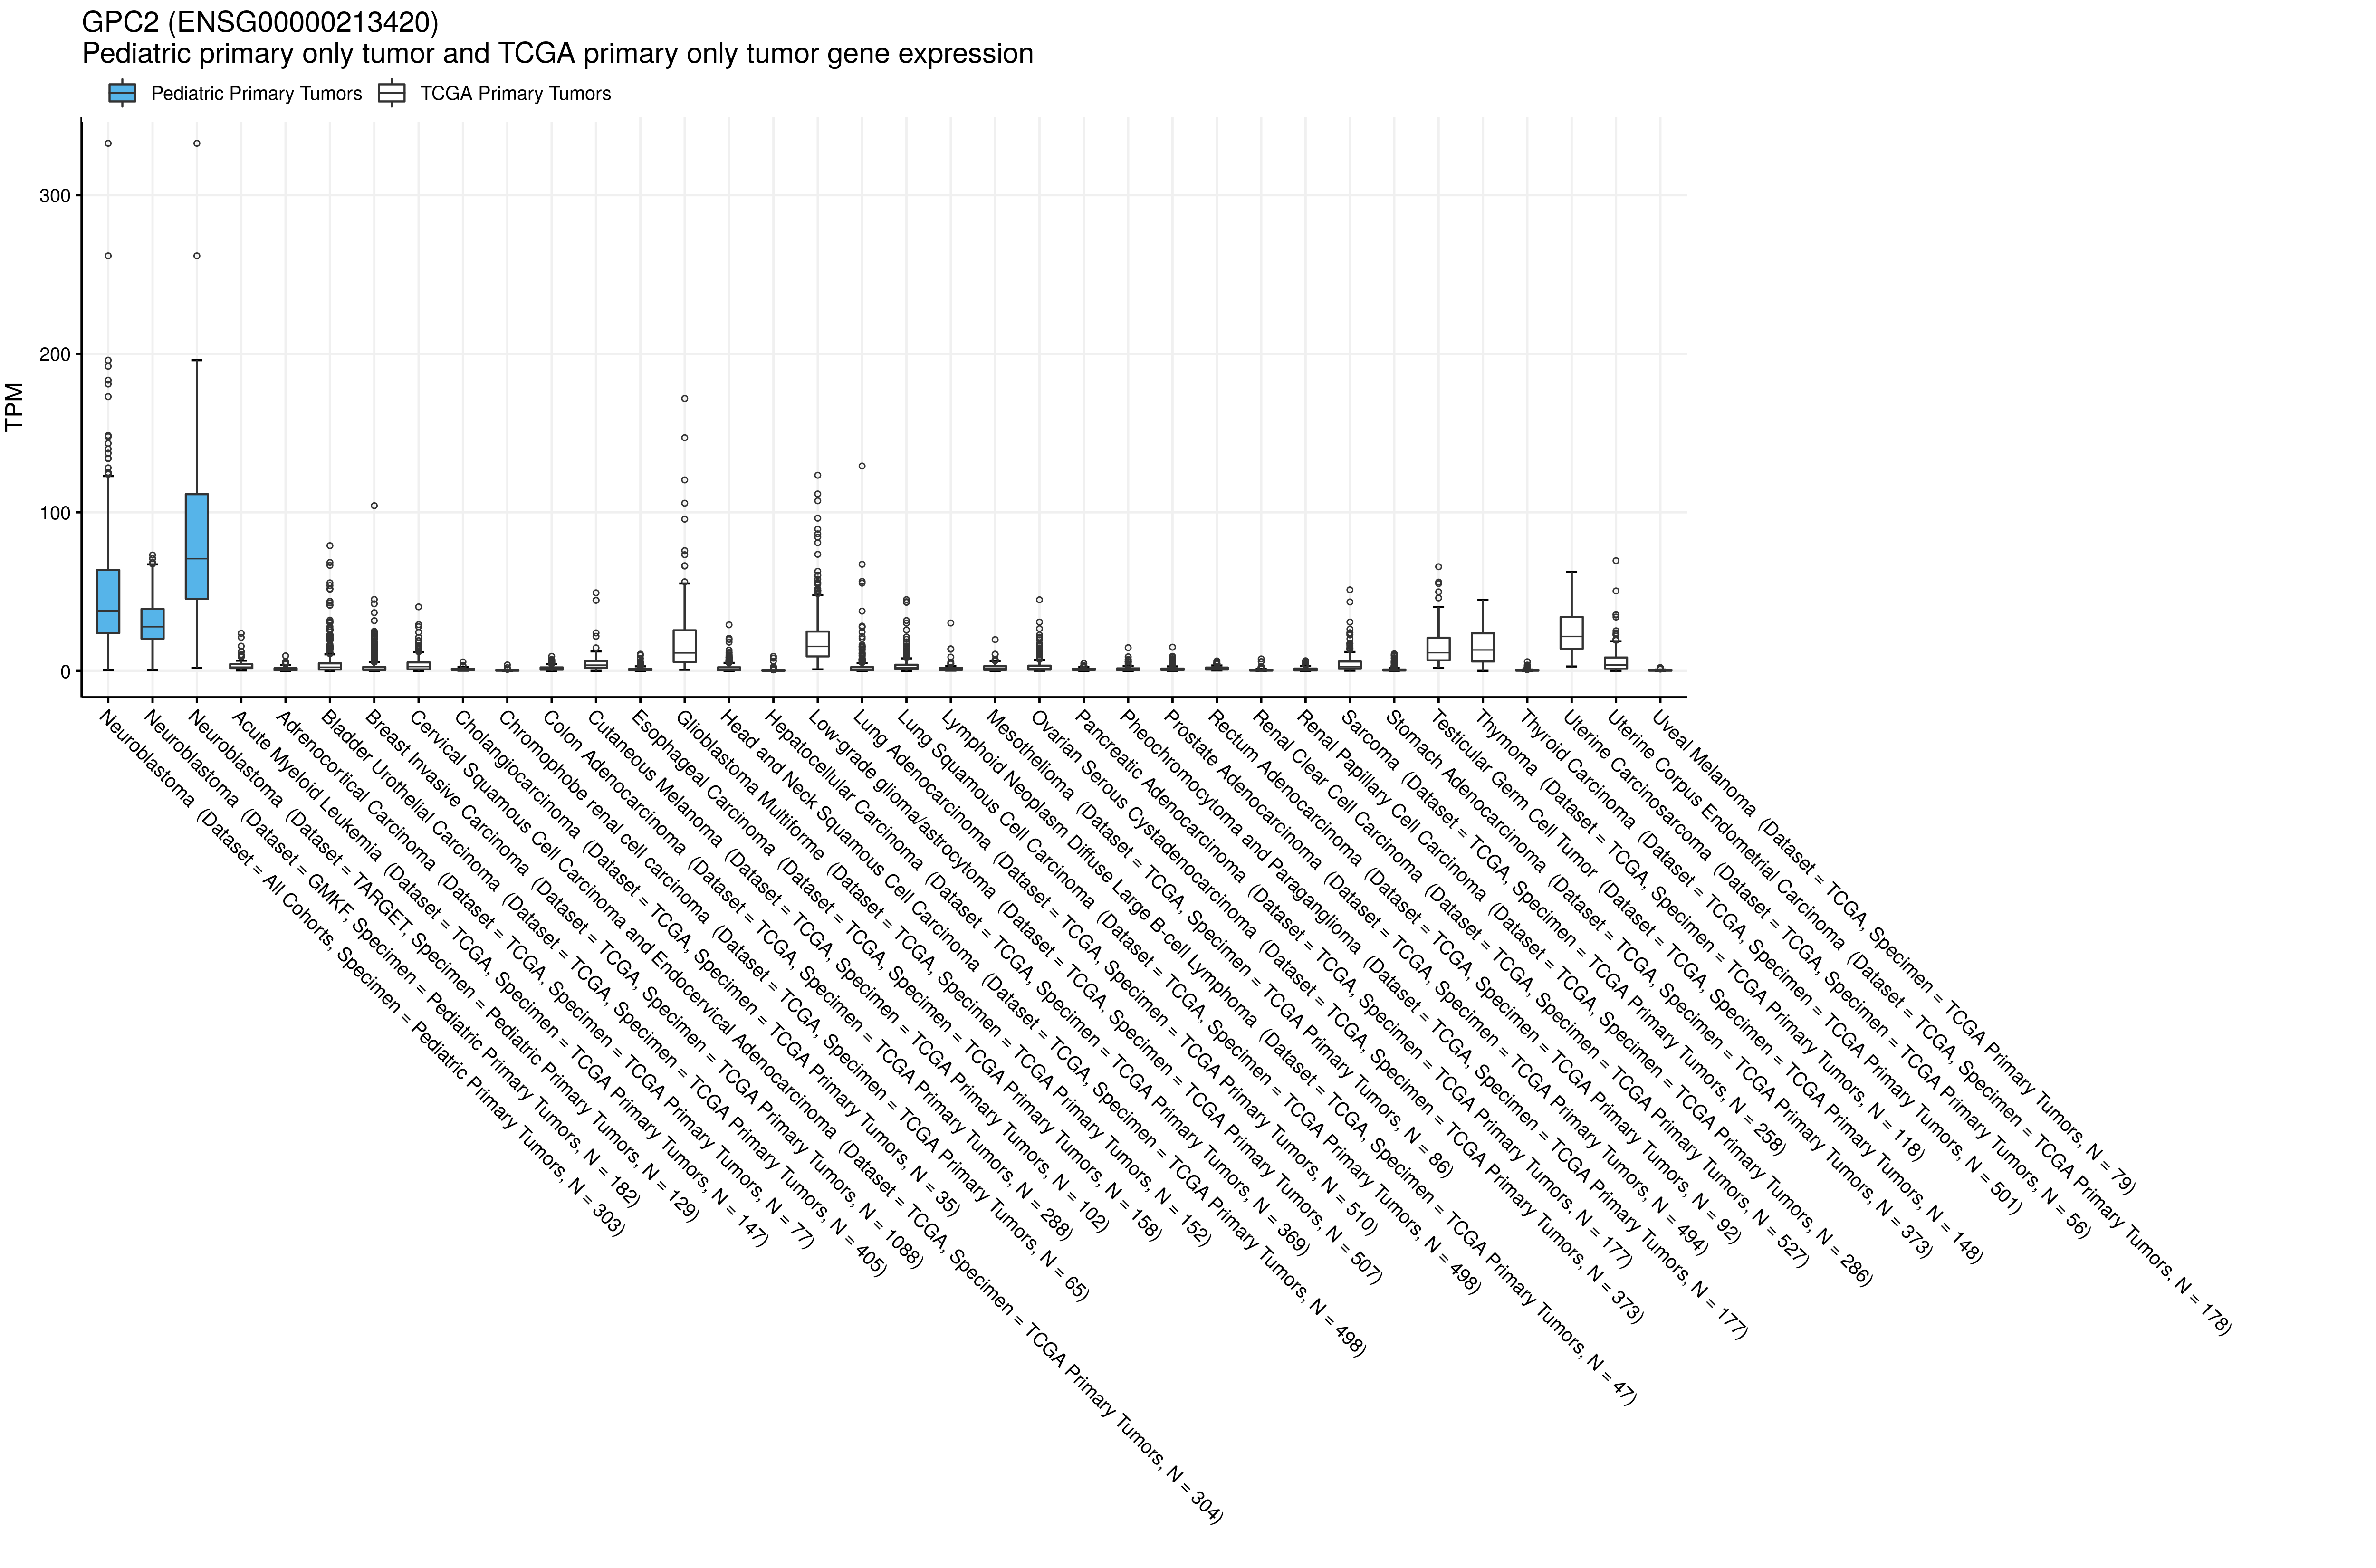 GPC2 (ENSG00000213420)
Pediatric primary only tumor and TCGA primary only tumor gene expression
Pediatric Primary Tumors
TCGA Primary Tumors
TPM
300
200
100
0
Neuroblastoma (Dataset = All Cohorts, Specimen = Pediatric Primary Tumors, N = 303)
Neuroblastoma (Dataset = GMKF, Specimen = Pediatric Primary Tumors, N = 182)
Neuroblastoma (Dataset = TARGET, Specimen = Pediatric Primary Tumors, N = 129)
Acute Myeloid Leukemia (Dataset = TCGA, Specimen = TCGA Primary Tumors, N = 147)
Adrenocortical Carcinoma (Dataset = TCGA, Specimen = TCGA Primary Tumors, N = 77)
Bladder Urothelial Carcinoma (Dataset = TCGA, Specimen = TCGA Primary Tumors, N = 405)
Breast Invasive Carcinoma (Dataset = TCGA, Specimen = TCGA Primary Tumors, N = 1088)
Cervical Squamous Cell Carcinoma and Endocervical Adenocarcinoma (Dataset = TCGA, Specimen = TCGA Primary Tumors, N = 304)
Cholangiocarcinoma (Dataset = TCGA, Specimen = TCGA Primary Tumors, N = 35)
Chromophobe renal cell carcinoma (Dataset = TCGA, Specimen = TCGA Primary Tumors, N = 65)
Colon Adenocarcinoma (Dataset = TCGA, Specimen = TCGA Primary Tumors, N = 288)
Cutaneous Melanoma (Dataset = TCGA, Specimen = TCGA Primary Tumors, N = 102)
Esophageal Carcinoma (Dataset = TCGA, Specimen = TCGA Primary Tumors, N = 158)
Glioblastoma Multiforme (Dataset = TCGA, Specimen = TCGA Primary Tumors, N = 152)
Head and Neck Squamous Cell Carcinoma (Dataset = TCGA, Specimen = TCGA Primary Tumors, N = 498)
Hepatocellular Carcinoma (Dataset = TCGA, Specimen = TCGA Primary Tumors, N = 369)
Low-grade glioma/astrocytoma (Dataset = TCGA, Specimen = TCGA Primary Tumors, N = 507)
Lung Adenocarcinoma (Dataset = TCGA, Specimen = TCGA Primary Tumors, N = 510)
Lung Squamous Cell Carcinoma (Dataset = TCGA, Specimen = TCGA Primary Tumors, N = 498)
Lymphoid Neoplasm Diffuse Large B-cell Lymphoma (Dataset = TCGA, Specimen = TCGA Primary Tumors, N = 47)
Mesothelioma (Dataset = TCGA, Specimen = TCGA Primary Tumors, N = 86)
Ovarian Serous Cystadenocarcinoma (Dataset = TCGA, Specimen = TCGA Primary Tumors, N = 373)
Pancreatic Adenocarcinoma (Dataset = TCGA, Specimen = TCGA Primary Tumors, N = 177)
Pheochromocytoma and Paraganglioma (Dataset = TCGA, Specimen = TCGA Primary Tumors, N = 177)
Prostate Adenocarcinoma (Dataset = TCGA, Specimen = TCGA Primary Tumors, N = 494)
Rectum Adenocarcinoma (Dataset = TCGA, Specimen = TCGA Primary Tumors, N = 92)
Renal Clear Cell Carcinoma (Dataset = TCGA, Specimen = TCGA Primary Tumors, N = 527)
Renal Papillary Cell Carcinoma (Dataset = TCGA, Specimen = TCGA Primary Tumors, N = 286)
Sarcoma (Dataset = TCGA, Specimen = TCGA Primary Tumors, N = 258)
Stomach Adenocarcinoma (Dataset = TCGA, Specimen = TCGA Primary Tumors, N = 373)
Testicular Germ Cell Tumor (Dataset = TCGA, Specimen = TCGA Primary Tumors, N = 148)
Thymoma (Dataset = TCGA, Specimen = TCGA Primary Tumors, N = 118)
Thyroid Carcinoma (Dataset = TCGA, Specimen = TCGA Primary Tumors, N = 501)
Uterine Carcinosarcoma (Dataset = TCGA, Specimen = TCGA Primary Tumors, N = 56)
Uterine Corpus Endometrial Carcinoma (Dataset = TCGA, Specimen = TCGA Primary Tumors, N = 178)
Uveal Melanoma (Dataset = TCGA, Specimen = TCGA Primary Tumors, N = 79)